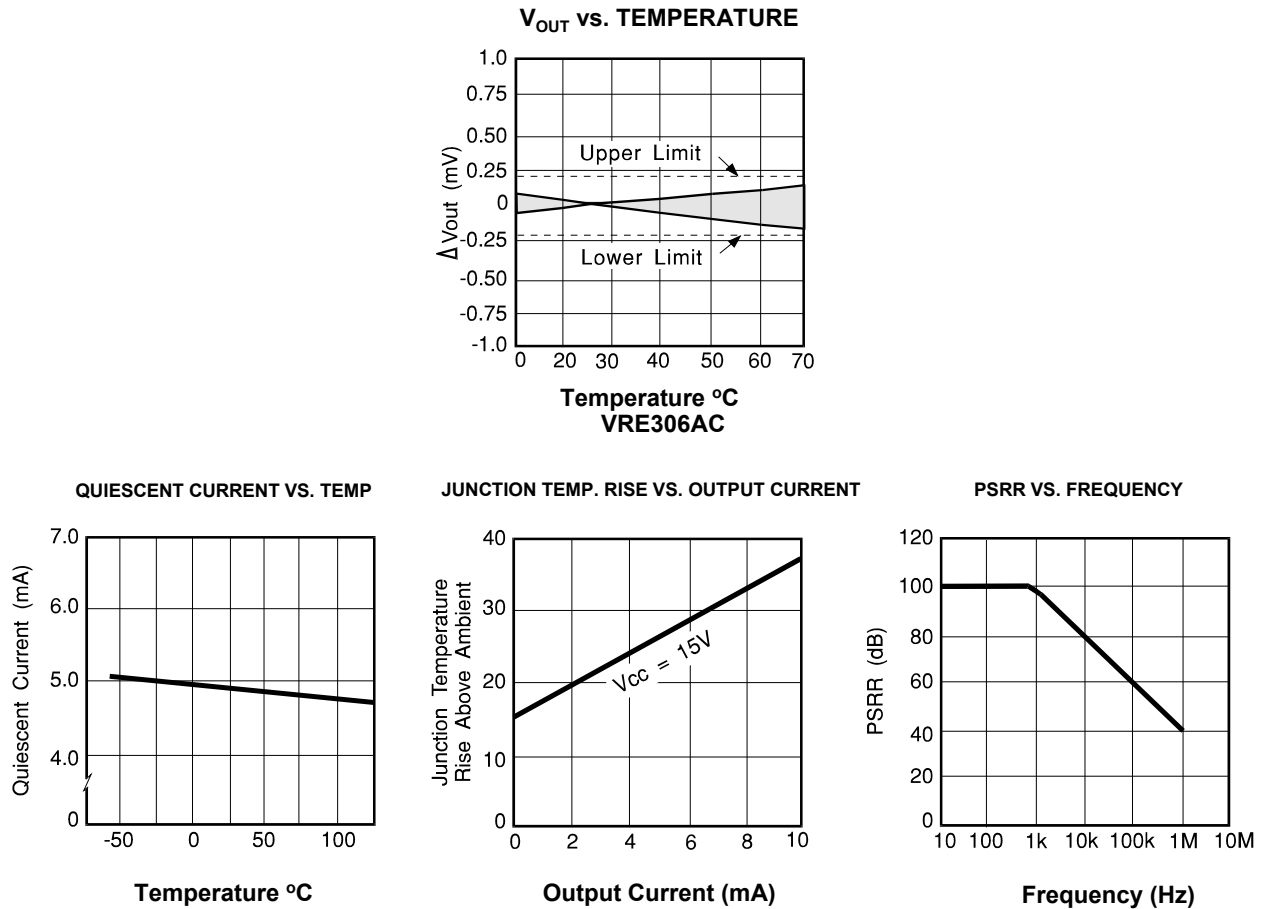 VOUT vs. TEMPERATURE
1.0
0.75
0.50
0.25
0
-0.25
-0.50
-0.75
-1.0
Δ Vout (mV)
Upper Limit
Lower Limit
0 20 30 40 50 60 70
Temperature ºC
VRE306AC
QUIESCENT CURRENT VS. TEMP
7.0
6.0
5.0
4.0
0
Quiescent Current (mA)
-50 0 50 100
Temperature ºC
JUNCTION TEMP. RISE VS. OUTPUT CURRENT
40
30
20
10
0
Junction Temperature
Rise Above Ambient
Vcc = 15V
0 2 4 6 8 10
Output Current (mA)
PSRR VS. FREQUENCY
120
100
80
60
40
20
0
PSRR (dB)
10 100 1k 10k 100k 1M 10M
Frequency (Hz)